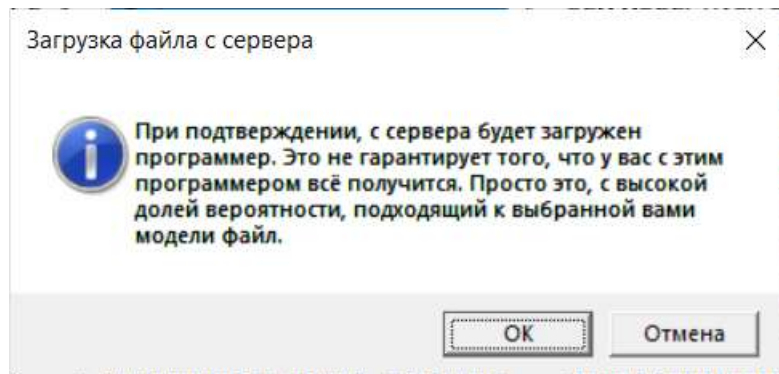 Загрузка файла с сервера
При подтверждении, с сервера будет загружен
программер. Это не гарантирует того, что у вас с этим
программером всё получится. Просто это, с высокой
долей вероятности, подходящий к выбранной вами
модели файл.
ОК
Отмена